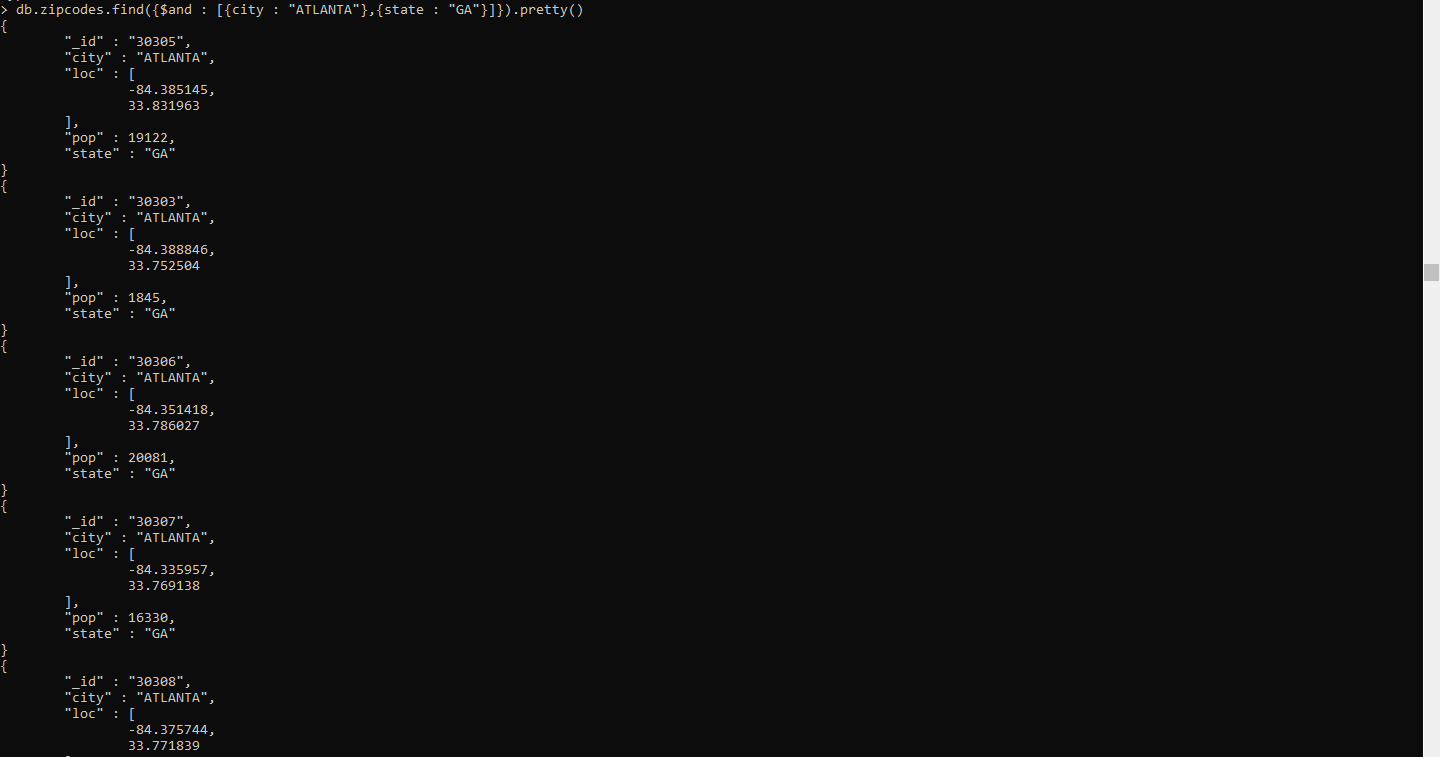 > db.zipcodes.find({$and : [{city : "ATLANTA"},{state : "GA"}]}).pretty()
{
        "_id" : "30305",
        "city" : "ATLANTA",
        "loc" : [
                -84.385145,
                33.831963
        ],
        "pop" : 19122,
        "state" : "GA"
}
{
        "_id" : "30303",
        "city" : "ATLANTA",
        "loc" : [
                -84.388846,
                33.752504
        ],
        "pop" : 1845,
        "state" : "GA"
}
{
        "_id" : "30306",
        "city" : "ATLANTA",
        "loc" : [
                -84.351418,
                33.786027
        ],
        "pop" : 20081,
        "state" : "GA"
}
{
        "_id" : "30307",
        "city" : "ATLANTA",
        "loc" : [
                -84.335957,
                33.769138
        ],
        "pop" : 16330,
        "state" : "GA"
}
{
        "_id" : "30308",
        "city" : "ATLANTA",
        "loc" : [
                -84.375744,
                33.771839